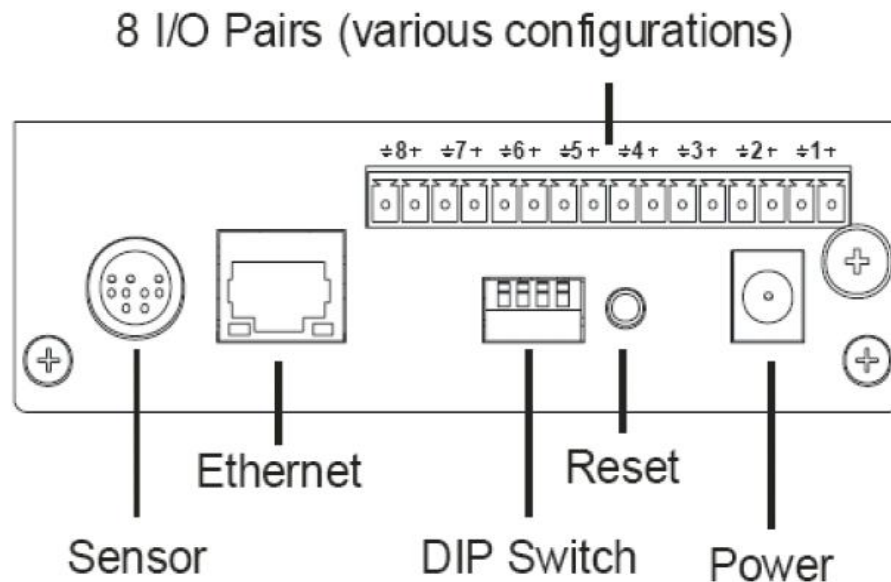 8 I/O Pairs (various configurations)
⏚8+ ⏚7+ ⏚6+ ⏚5+ ⏚4+ ⏚3+ ⏚2+ ⏚1+
Ethernet
Reset
Sensor
DIP Switch
Power